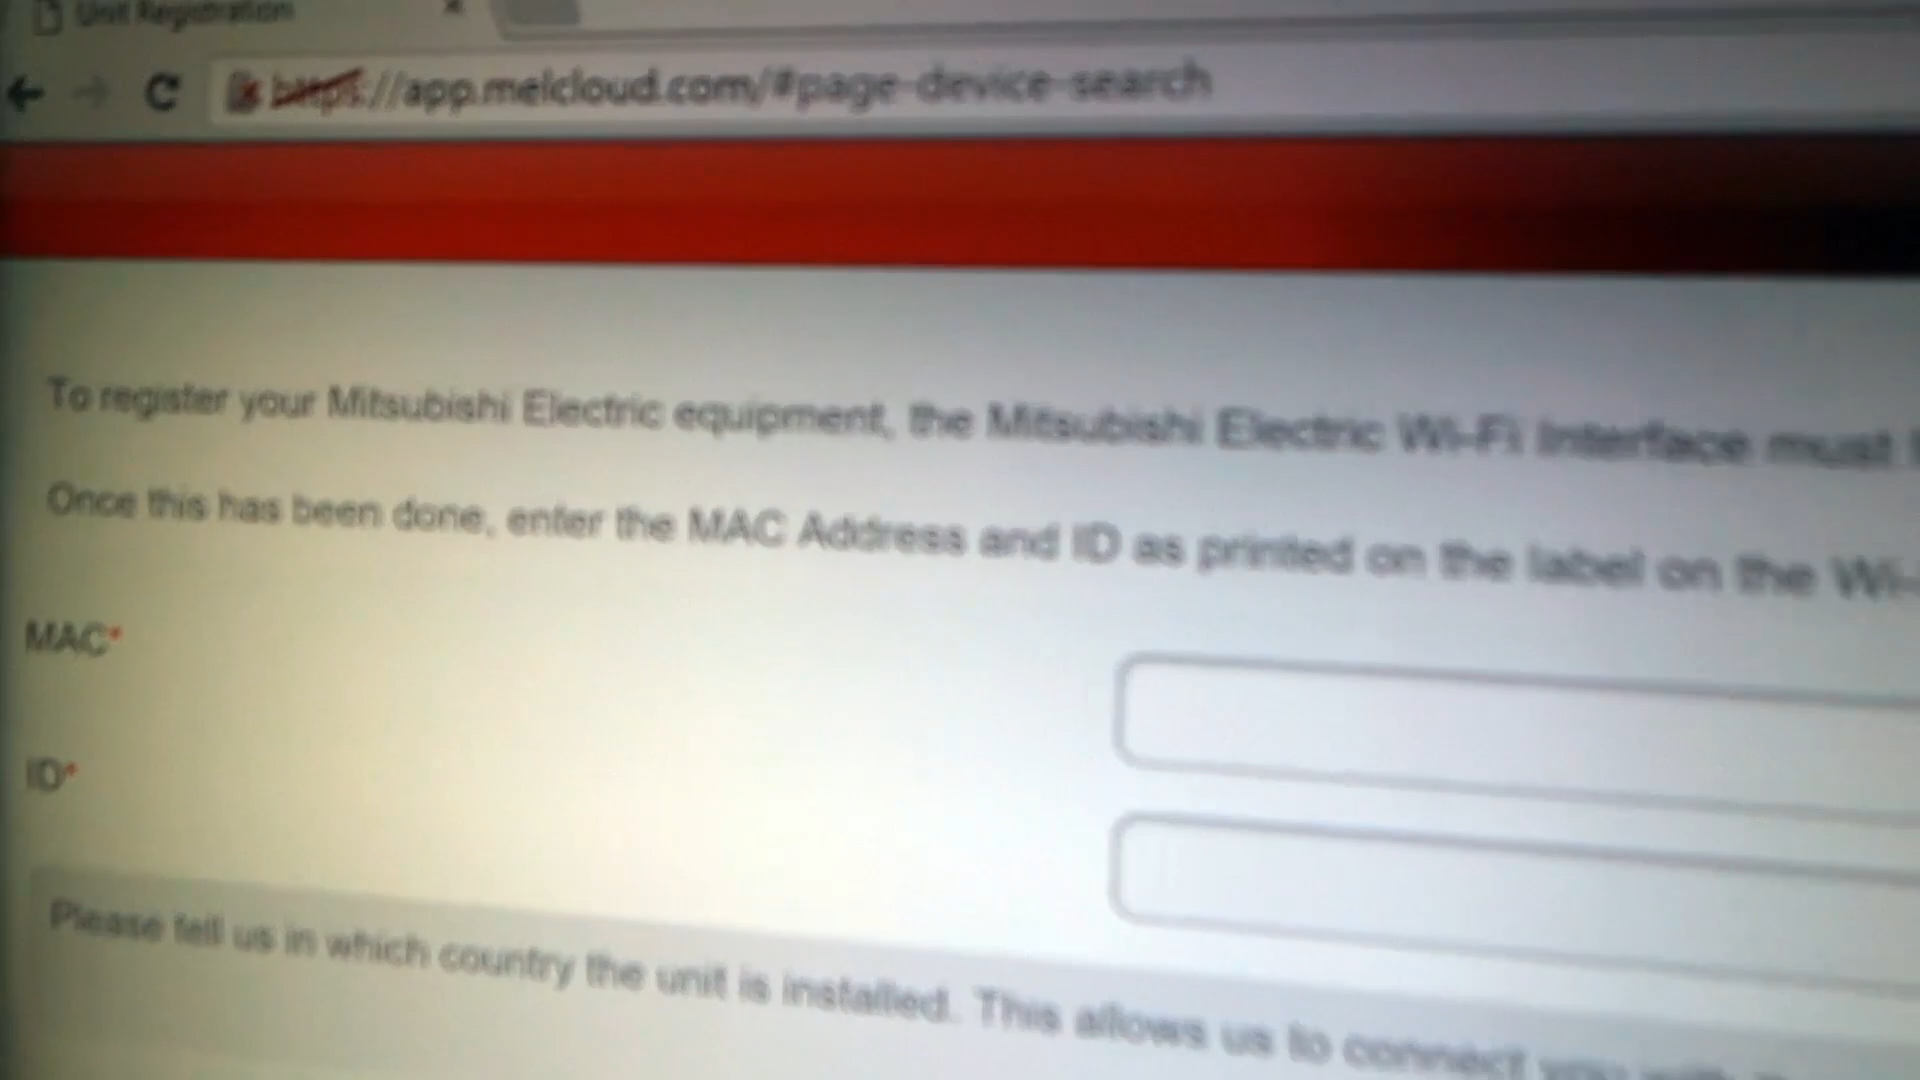 Unit Registration
https://app.melcloud.com/#page-device-search
To register your Mitsubishi Electric equipment, the Mitsubishi Electric Wi-Fi Interface must
Once this has been done, enter the MAC Address and ID as printed on the label on the Wi-
MAC*
ID*
Please tell us in which country the unit is installed. This allows us to connect you with